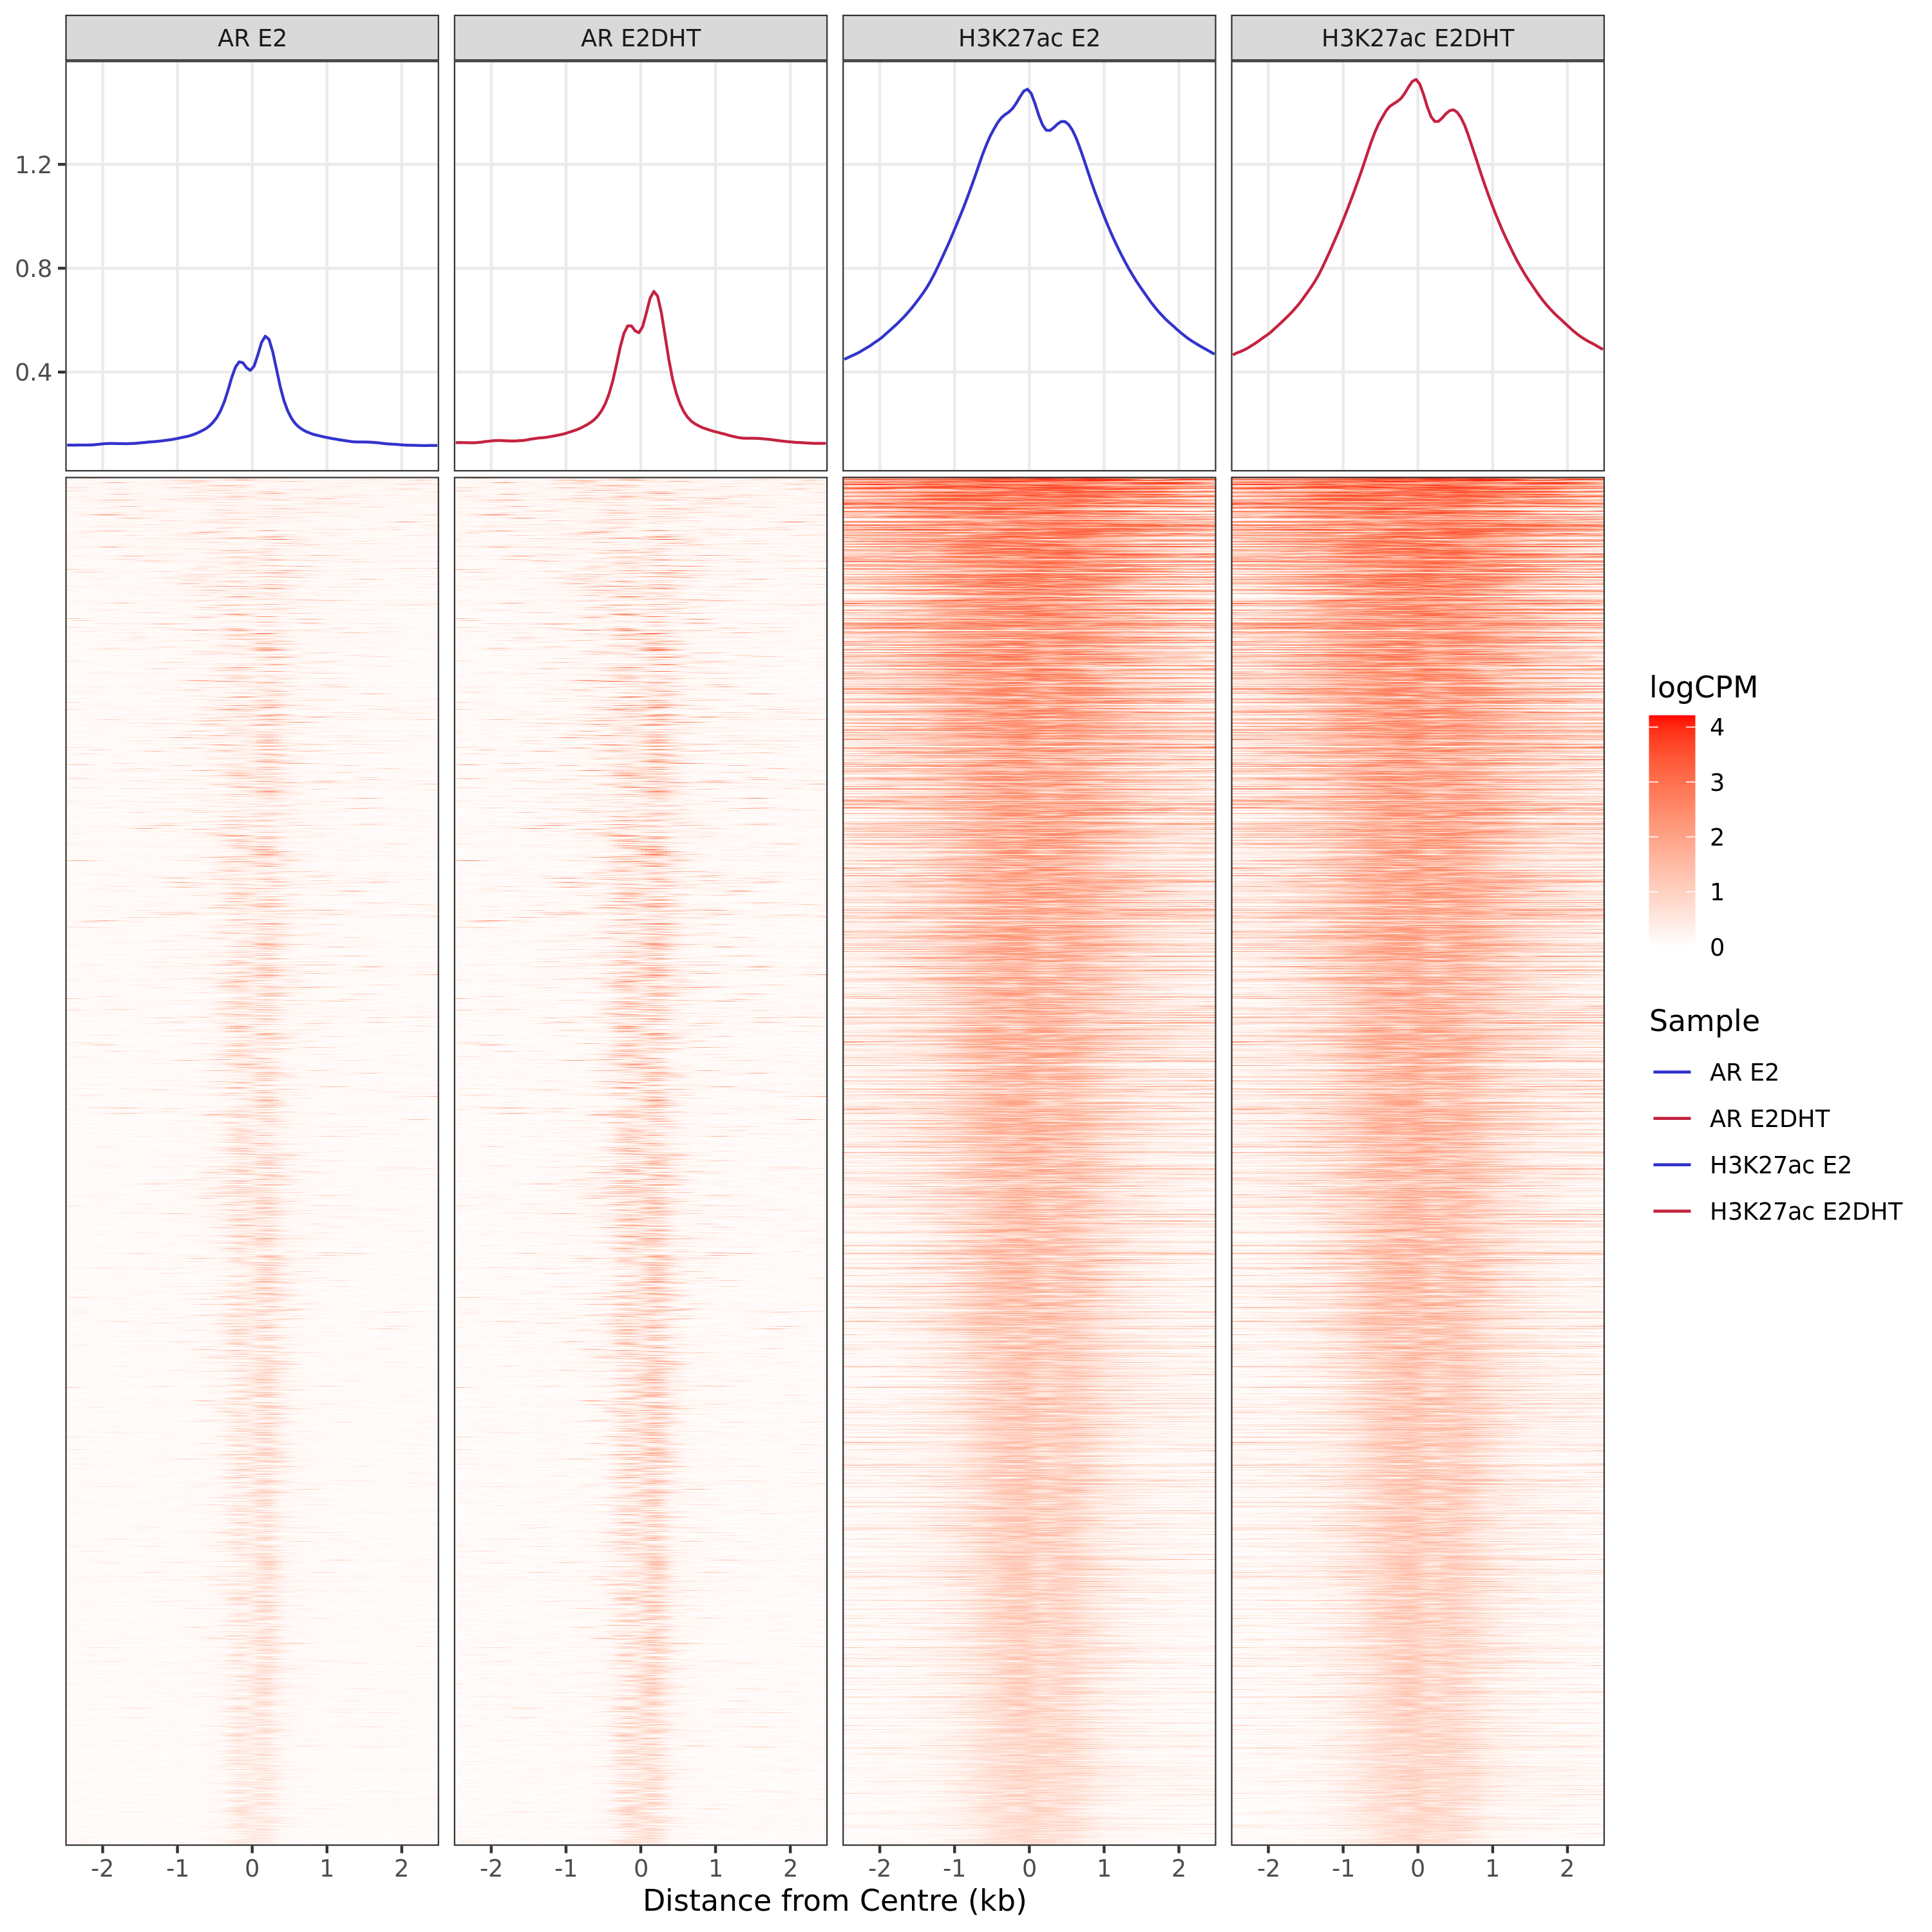 AR E2
AR E2DHT
H3K27ac E2
H3K27ac E2DHT
1.2
0.8
0.4
logCPM
4
3
2
1
0
Sample
AR E2
AR E2DHT
H3K27ac E2
H3K27ac E2DHT
-2 -1 0 1 2 -2 -1 0 1 2 -2 -1 0 1 2 -2 -1 0 1 2
Distance from Centre (kb)